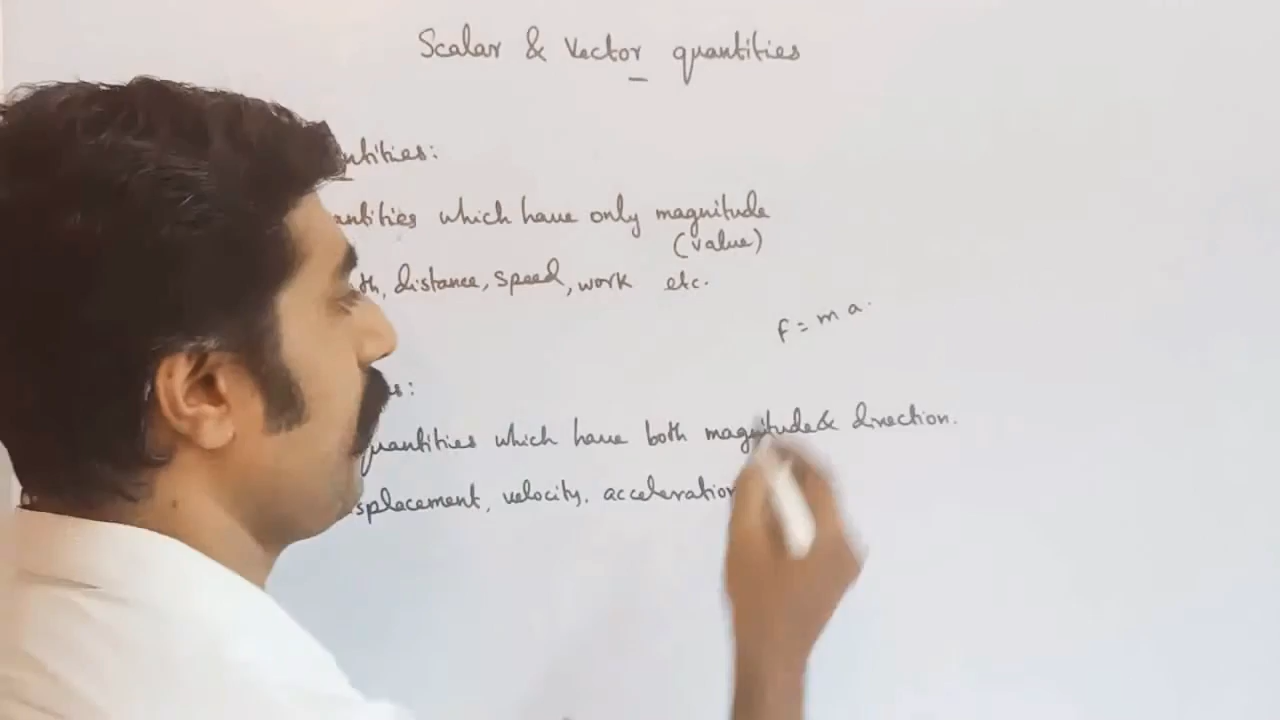 Scalar & Vector quantities
ntities:
antities which have only magnitude
(value)
th, distance, speed, work etc.
F = m a.
s:
quantities which have both magnitude & direction.
splacement, velocity, acceleration